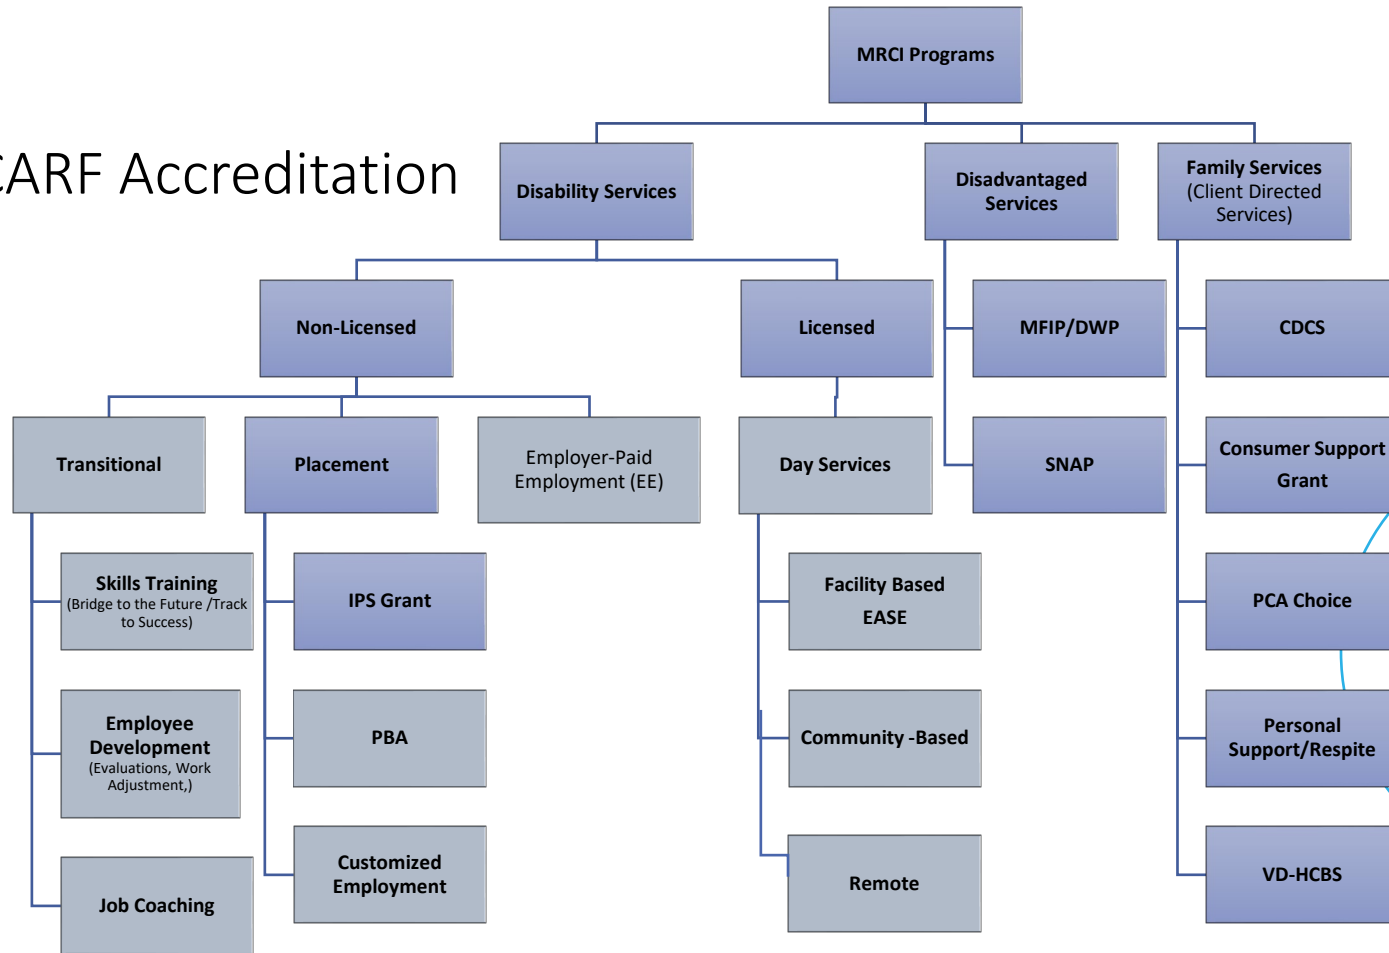 MRCI Programs
CARF Accreditation
Disability Services
Disadvantaged
Services
Family Services
(Client Directed
Services)
Non-Licensed
Licensed
MFIP/DWP
CDCS
Transitional
Placement
Employer-Paid
Employment (EE)
Day Services
SNAP
Consumer Support
Grant
Skills Training
(Bridge to the Future /Track
to Success)
IPS Grant
Facility Based
EASE
PCA Choice
Employee
Development
(Evaluations, Work
Adjustment,)
PBA
Community -Based
Personal
Support/Respite
Job Coaching
Customized
Employment
Remote
VD-HCBS